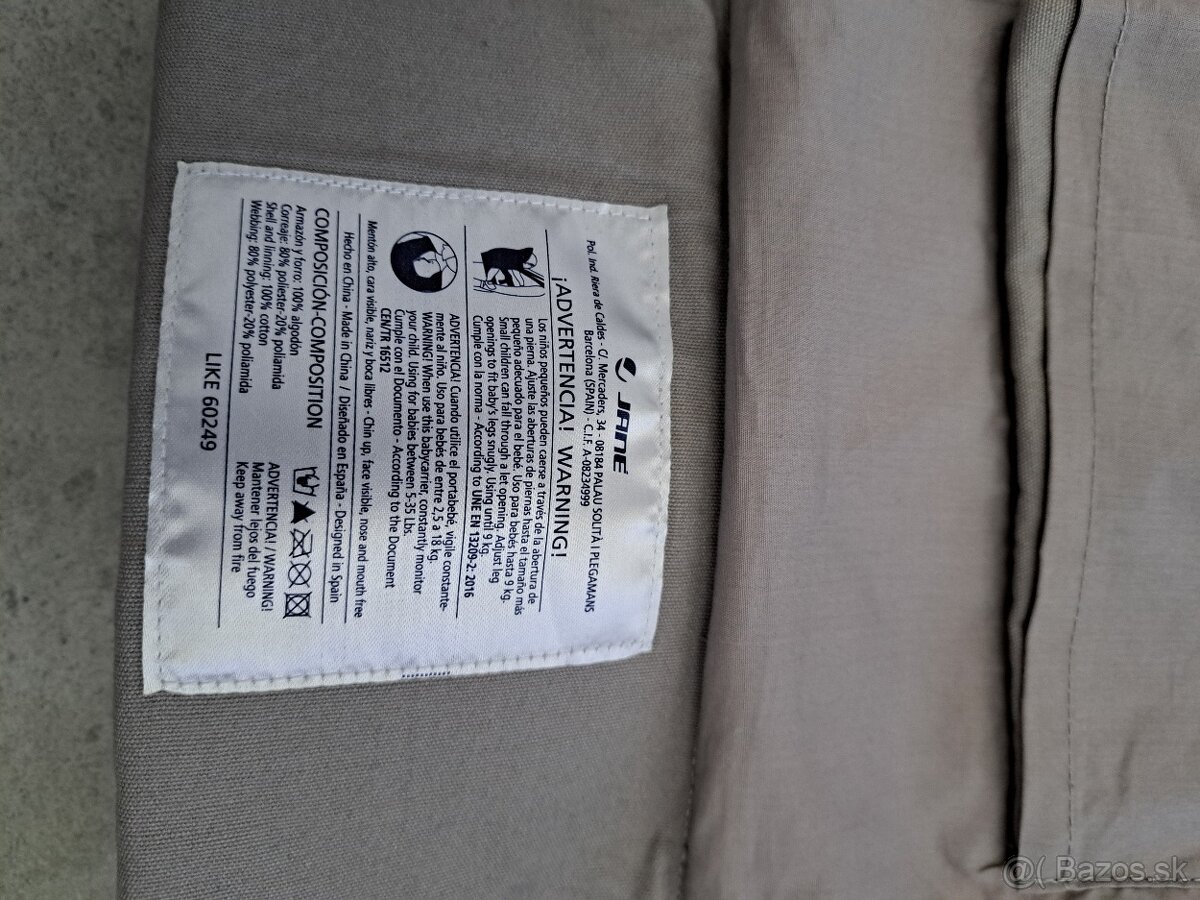 JANE
Pol. Ind. Riera de Caldes - C/. Mercaders, 34 - 08184 PALAU SOLITÀ I PLEGAMANS
Barcelona (SPAIN) - C.I.F. A-08234999
¡ADVERTENCIA! WARNING!
Los niños pequeños pueden caerse a través de la abertura de
una pierna. Ajuste las aberturas de piernas hasta el tamaño más
pequeño adecuado para el bebé. Uso para bebés hasta 9 kg.
Small children can fall through a let opening. Adjust leg
openings to fit baby's legs snugly. Using until 9 kg.
Cumple con la norma - According to UNE EN 13209-2: 2016
ADVERTENCIA! Cuando utilice el portabebé, vigile constante-
mente al niño. Uso para bebés de entre 2,5 a 18 kg.
WARNING! When use this babycarrier, constantly monitor
your child. Using for babies between 5-35 Lbs.
Cumple con el Documento - According to the Document
CEN/TR 16512
Mentón alto, cara visible, nariz y boca libres - Chin up, face visible, nose and mouth free
Hecho en China - Made in China / Diseñado en España - Designed in Spain
COMPOSICIÓN-COMPOSITION
Armazón y forro: 100% algodón
Correaje: 80% poliester-20% poliamida
Shell and linning: 100% cotton
Webbing: 80% polyester-20% poliamida
ADVERTENCIA! / WARNING!
Mantener lejos del fuego
Keep away from fire
LIKE 60249
@( Bazos.sk